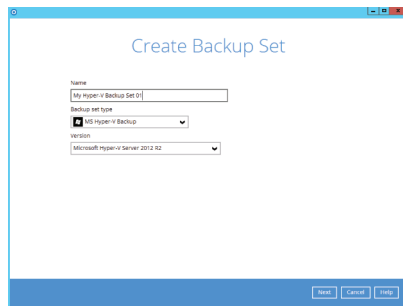 Create Backup Set
Name
My Hyper-V Backup Set 01
Backup set type
MS Hyper-V Backup
Version
Microsoft Hyper-V Server 2012 R2
Next Cancel Help